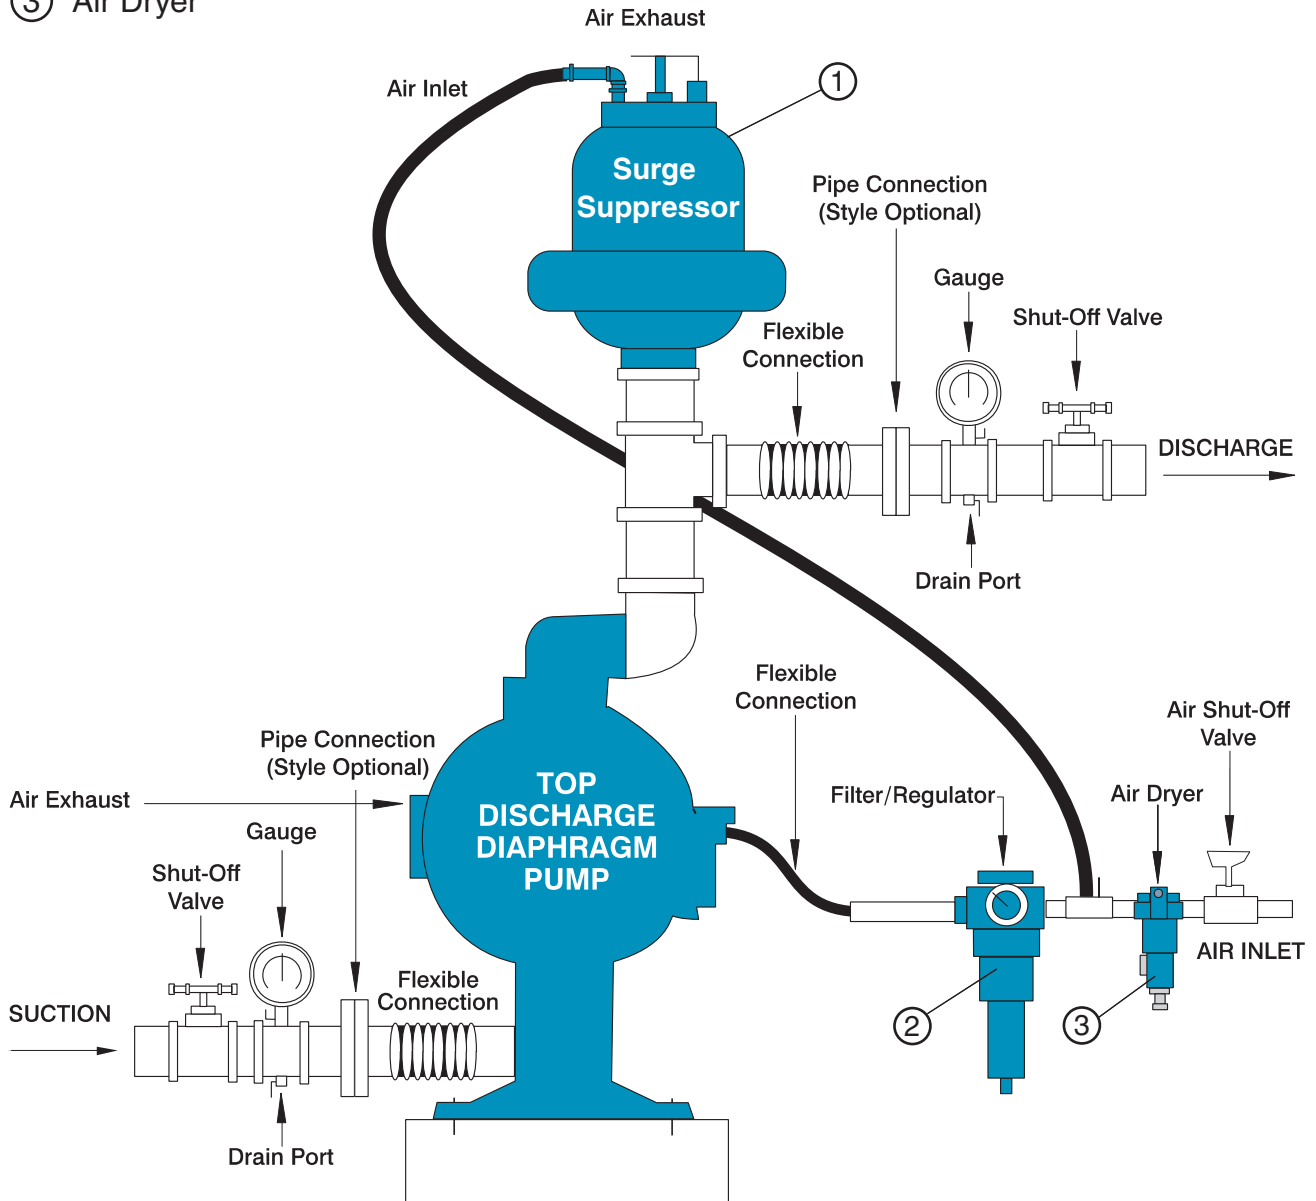 ③ Air Dryer
Air Exhaust
Air Inlet
①
Surge
Suppressor
Pipe Connection
(Style Optional)
Gauge
Shut-Off Valve
Flexible
Connection
DISCHARGE
Drain Port
Flexible
Connection
Air Shut-Off
Valve
Pipe Connection
(Style Optional)
TOP
DISCHARGE
DIAPHRAGM
PUMP
Air Exhaust
Filter/Regulator
Air Dryer
Gauge
Shut-Off
Valve
AIR INLET
Flexible
Connection
SUCTION
②
③
Drain Port